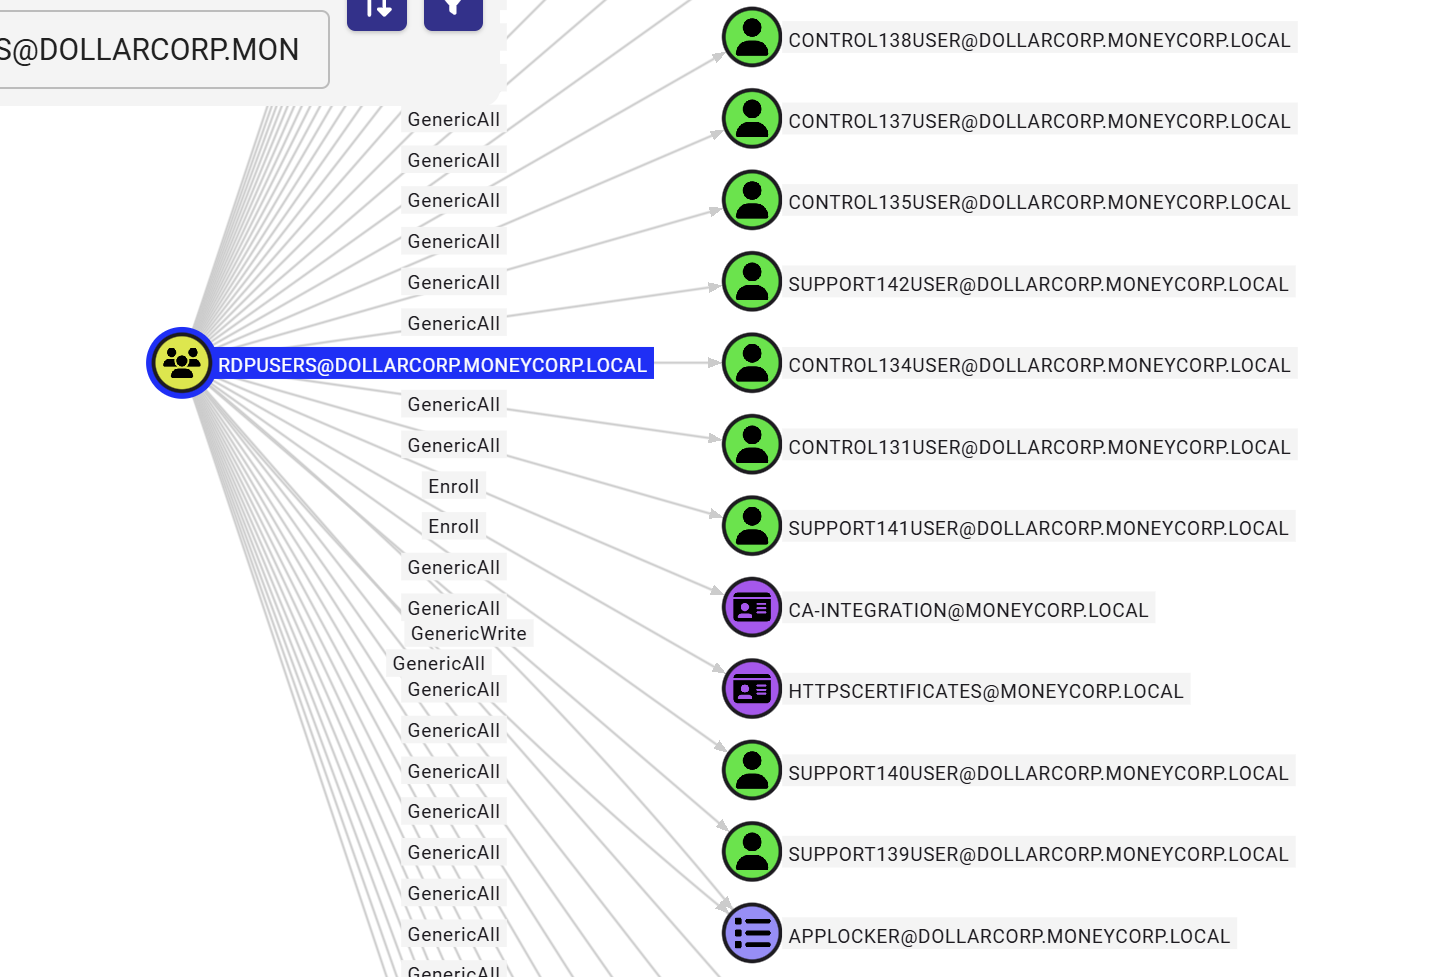 S@DOLLARCORP.MON
CONTROL138USER@DOLLARCORP.MONEYCORP.LOCAL
GenericAll
CONTROL137USER@DOLLARCORP.MONEYCORP.LOCAL
GenericAll
GenericAll
CONTROL135USER@DOLLARCORP.MONEYCORP.LOCAL
GenericAll
GenericAll
SUPPORT142USER@DOLLARCORP.MONEYCORP.LOCAL
GenericAll
RDPUSERS@DOLLARCORP.MONEYCORP.LOCAL
CONTROL134USER@DOLLARCORP.MONEYCORP.LOCAL
GenericAll
GenericAll
CONTROL131USER@DOLLARCORP.MONEYCORP.LOCAL
Enroll
Enroll
SUPPORT141USER@DOLLARCORP.MONEYCORP.LOCAL
GenericAll
GenericAll
CA-INTEGRATION@MONEYCORP.LOCAL
GenericWrite
GenericAll
GenericAll
HTTPSCERTIFICATES@MONEYCORP.LOCAL
GenericAll
GenericAll
SUPPORT140USER@DOLLARCORP.MONEYCORP.LOCAL
GenericAll
GenericAll
SUPPORT139USER@DOLLARCORP.MONEYCORP.LOCAL
GenericAll
GenericAll
APPLOCKER@DOLLARCORP.MONEYCORP.LOCAL
GenericAll